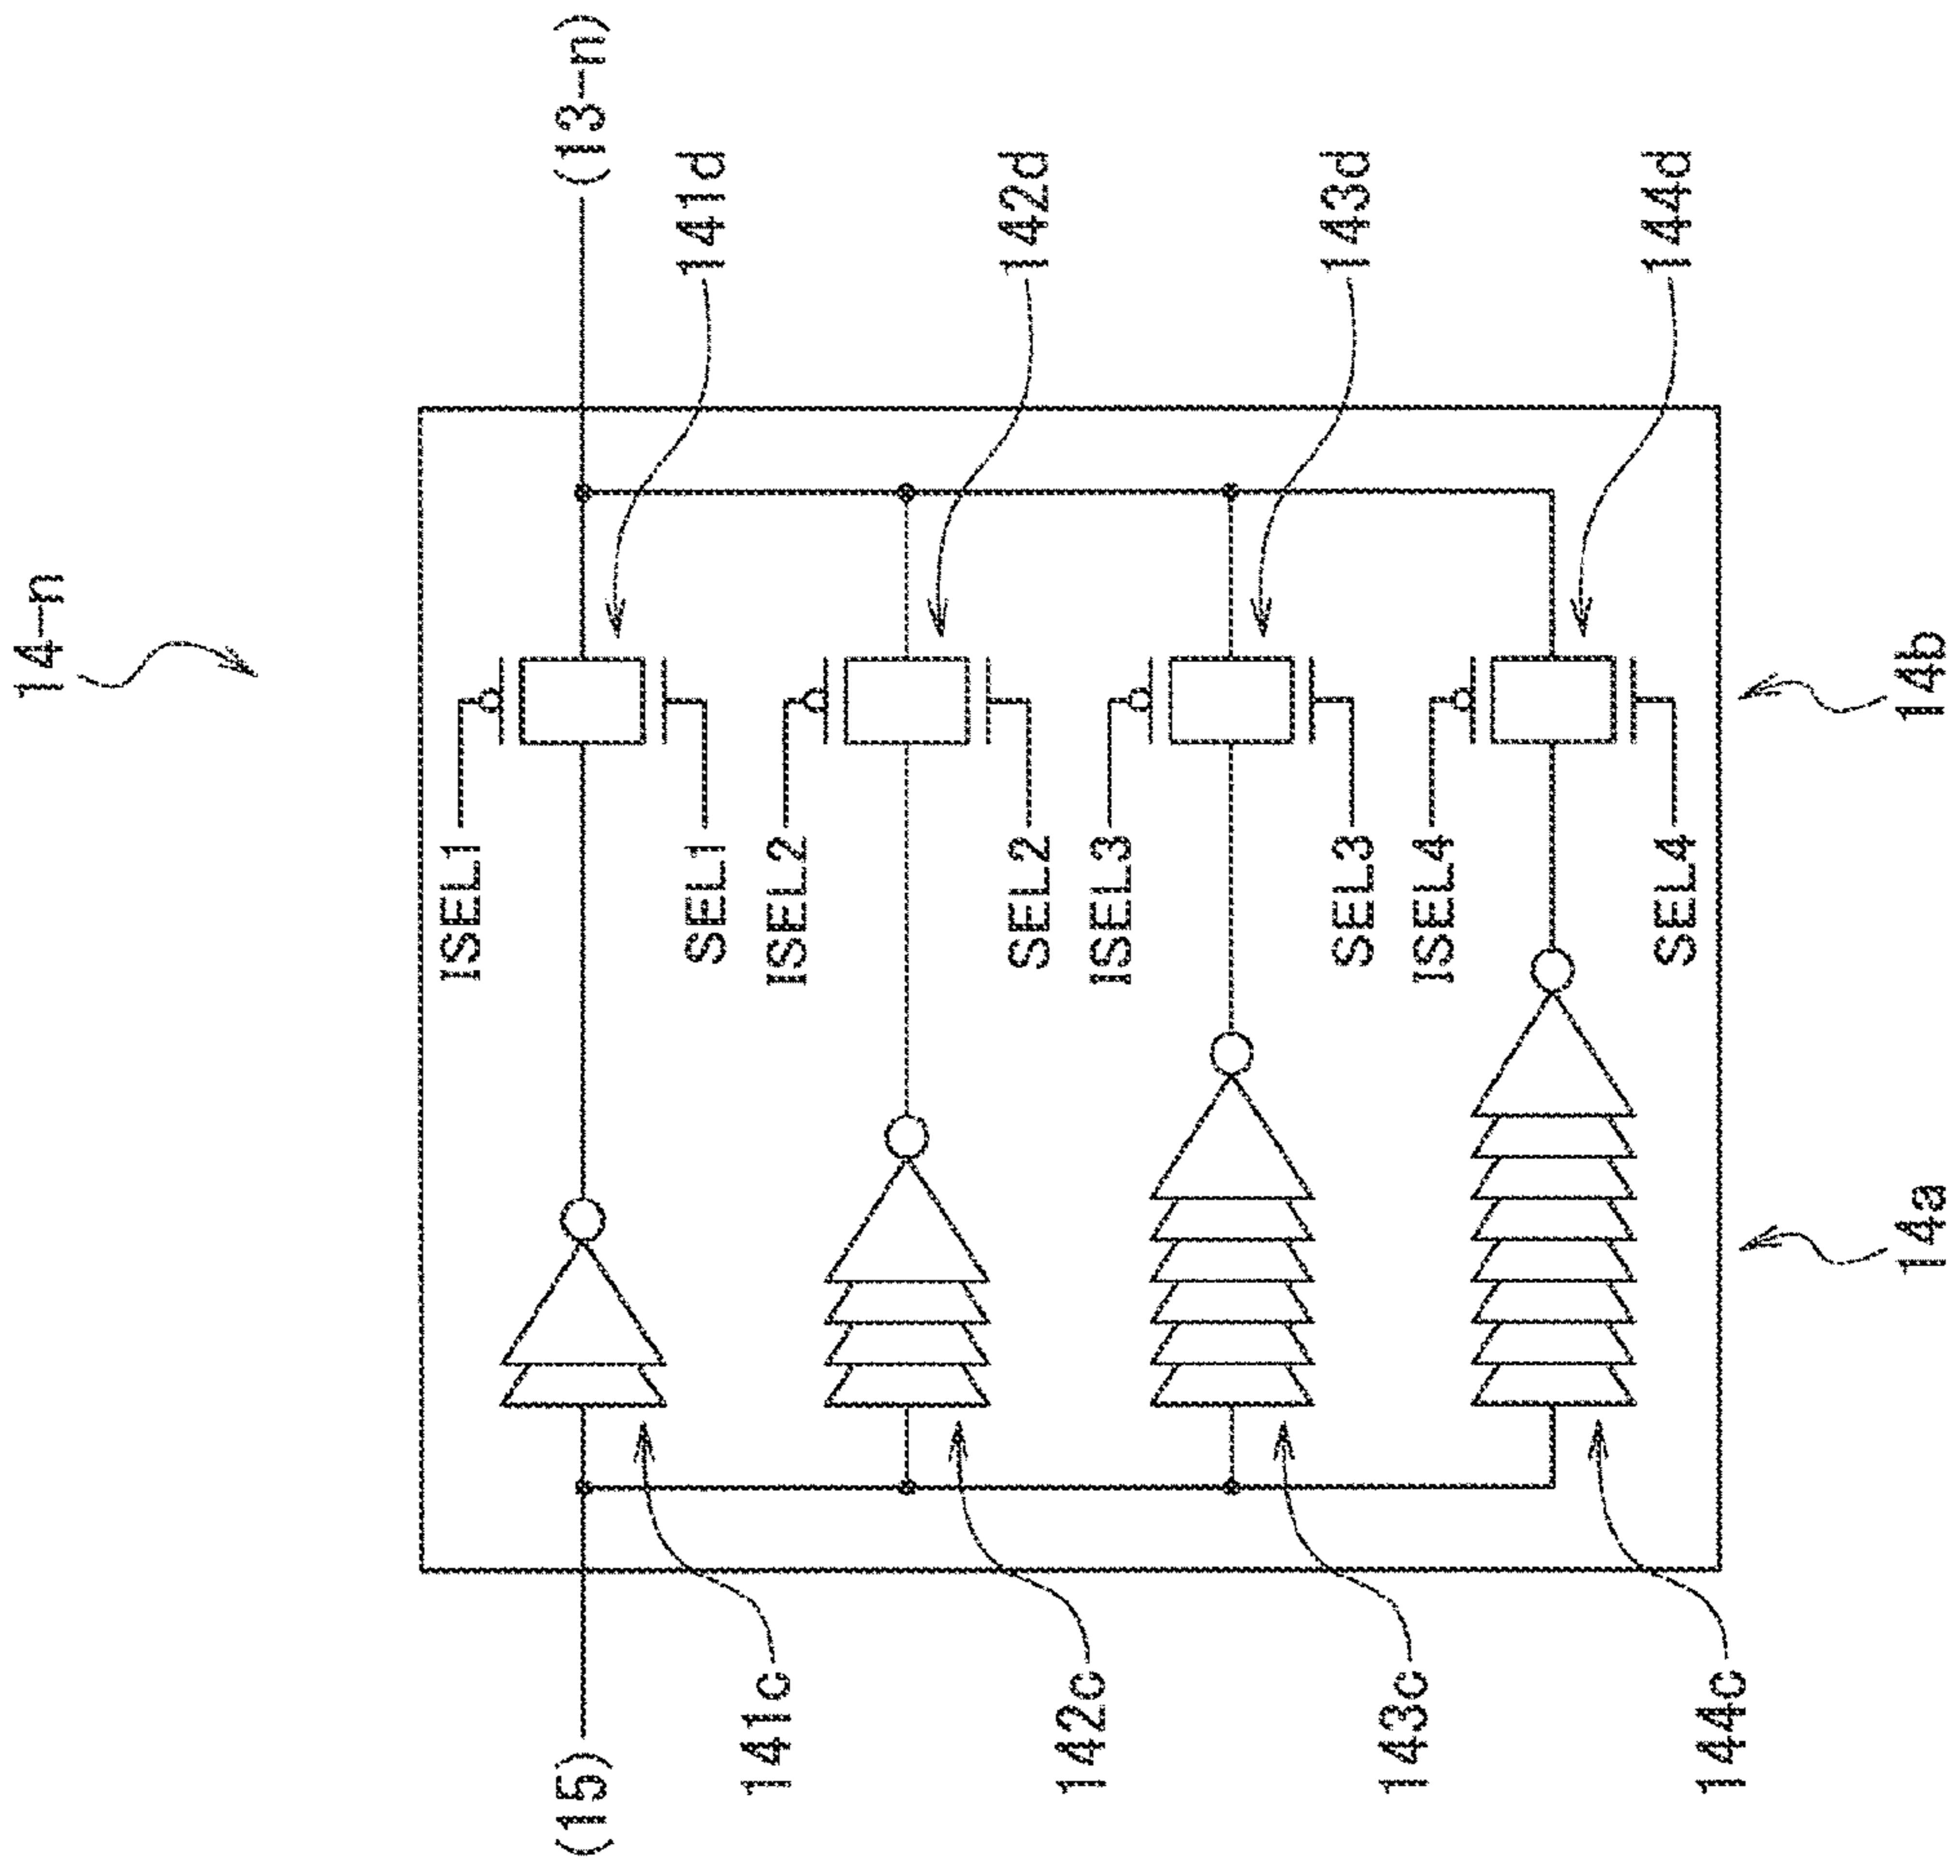 14-n
(15)
(13-n)
ISEL1
SEL1
141c
141d
ISEL2
SEL2
142c
142d
ISEL3
SEL3
143c
143d
ISEL4
SEL4
144c
144d
14a
14b